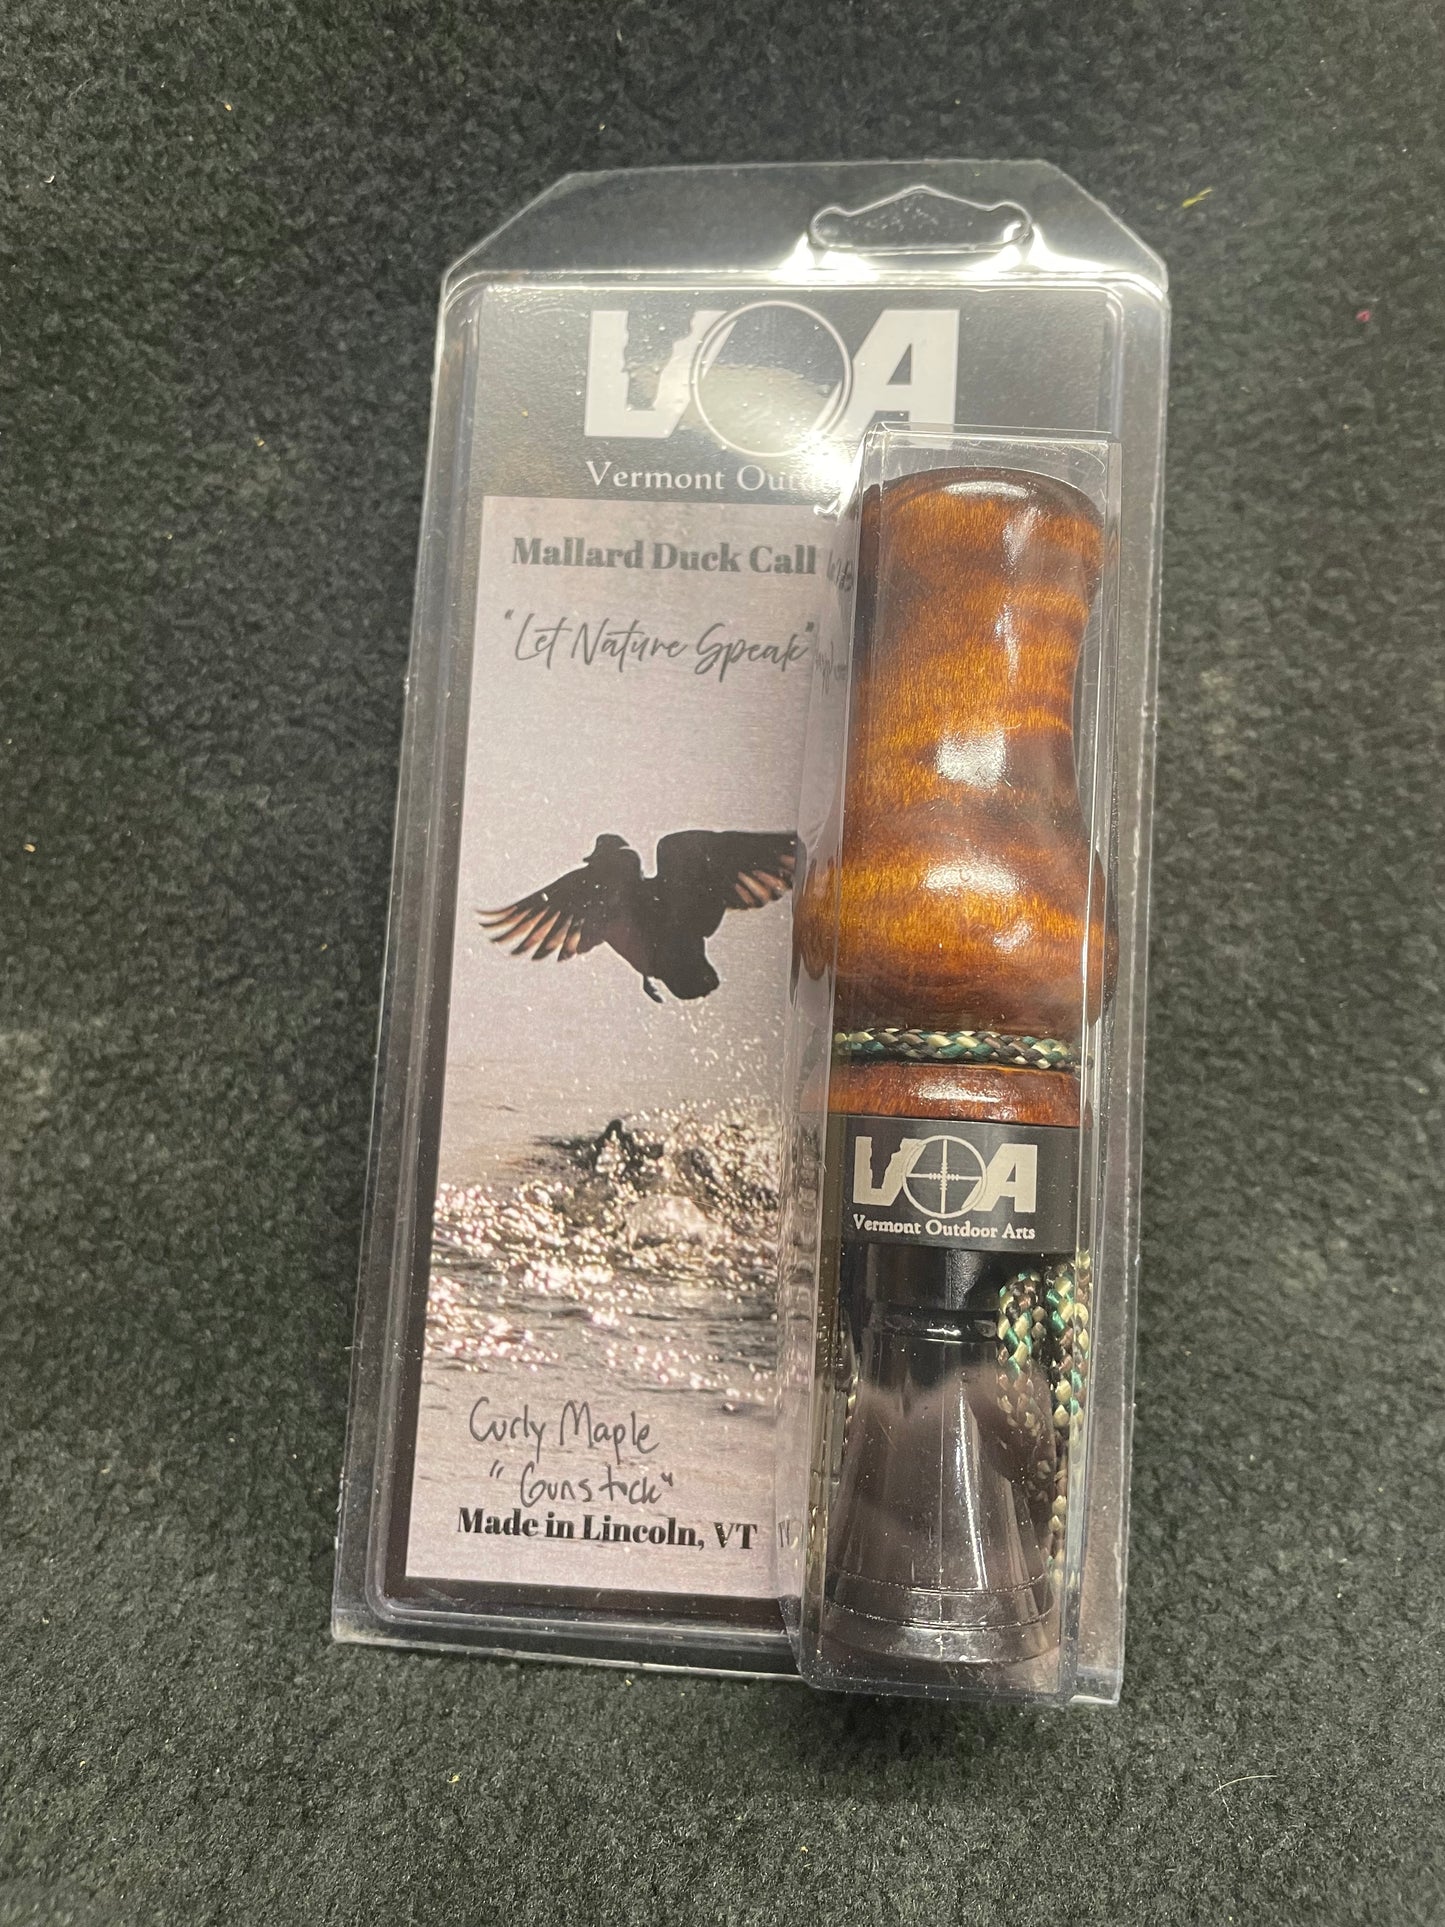 VOA
Vermont Outd
Mallard Duck Call
"Let Nature Speak"
VOA
Vermont Outdoor Arts
Curly Maple
"Gunstock"
Made in Lincoln, VT